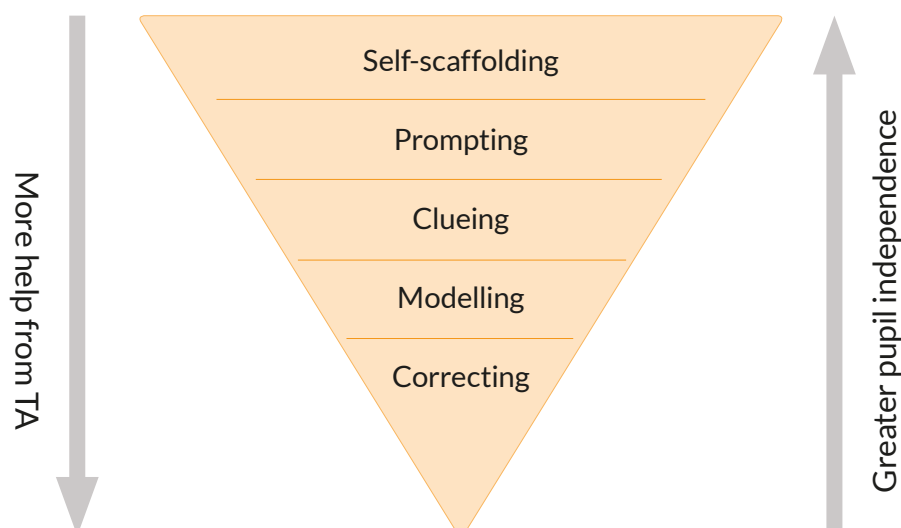 Self-scaffolding
Prompting
Clueing
Modelling
Correcting
More help from TA
Greater pupil independence